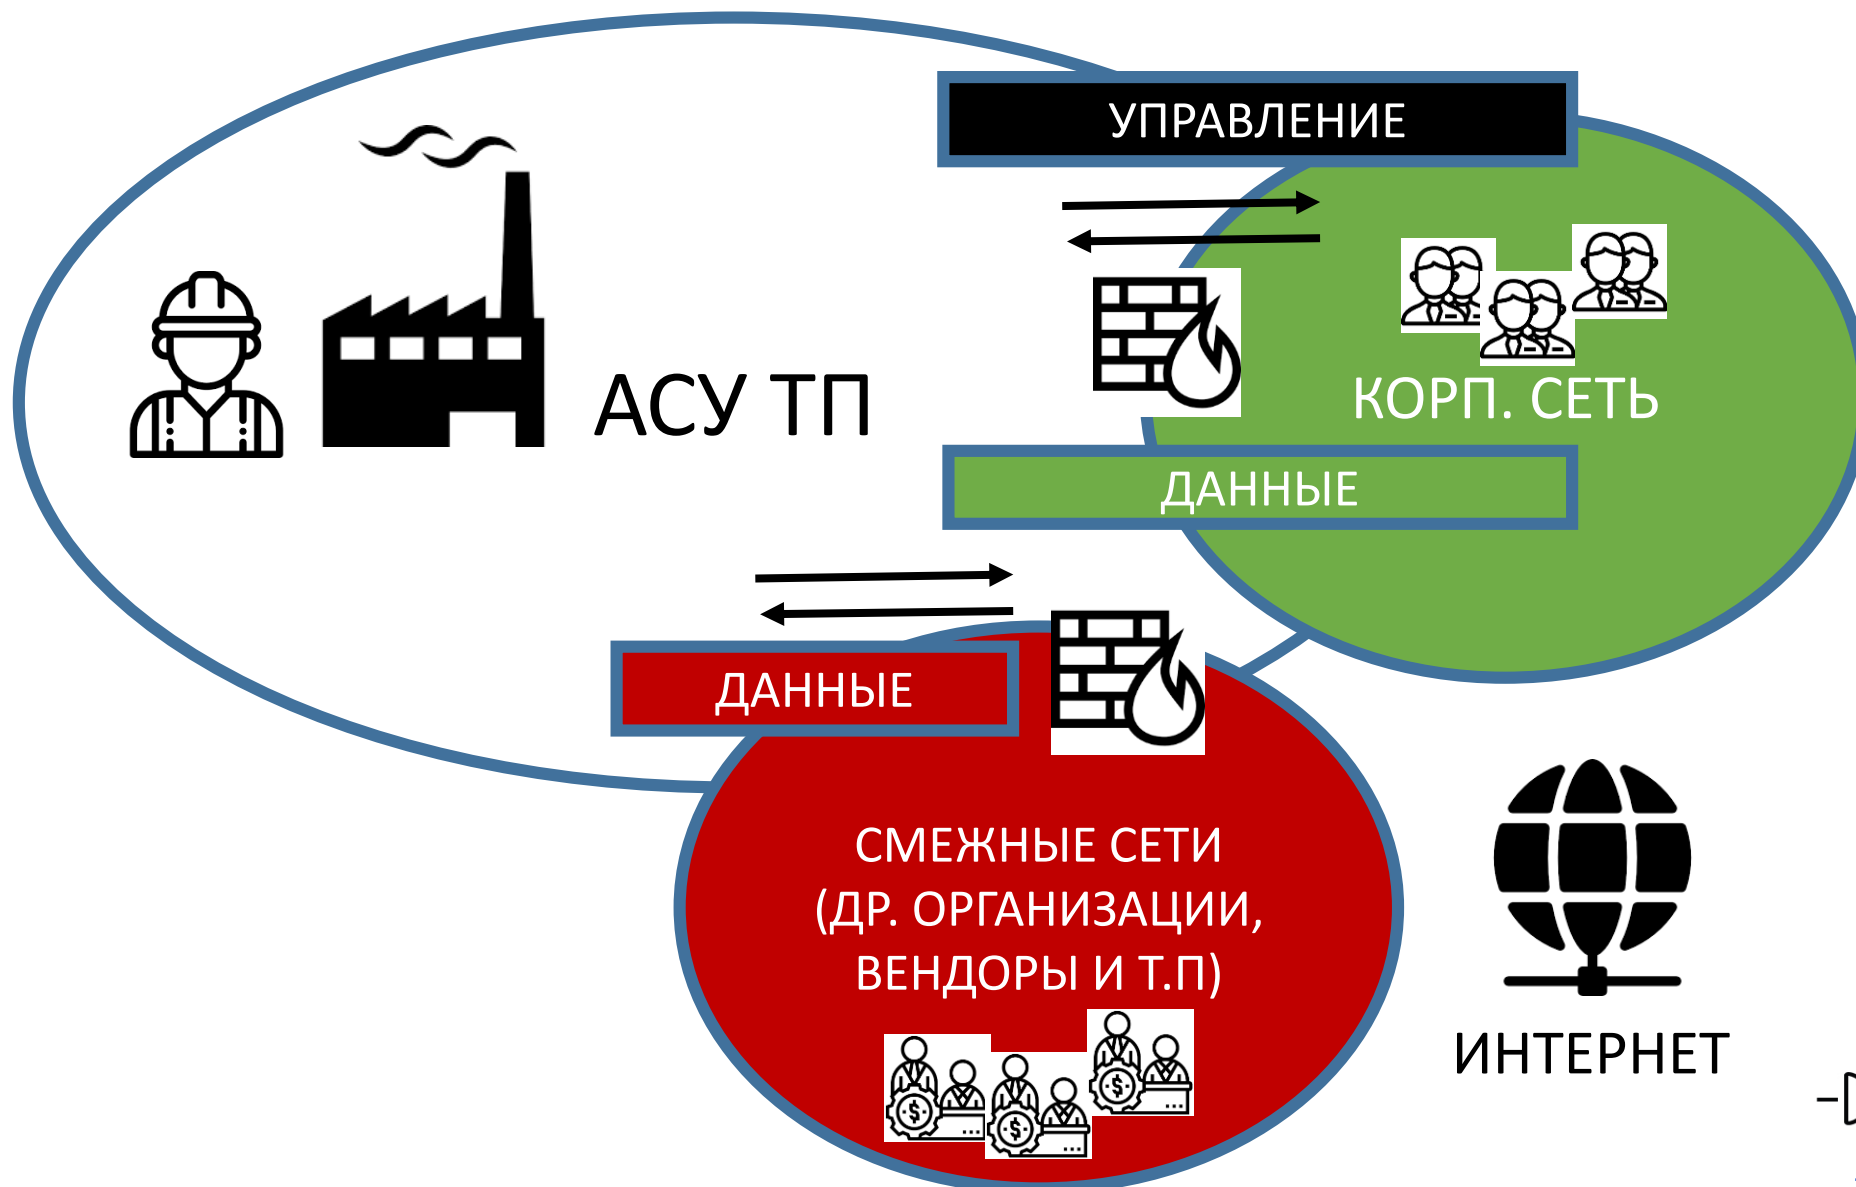 УПРАВЛЕНИЕ
АСУ ТП
КОРП. СЕТЬ
ДАННЫЕ
ДАННЫЕ
СМЕЖНЫЕ СЕТИ
(ДР. ОРГАНИЗАЦИИ,
ВЕНДОРЫ И Т.П)
ИНТЕРНЕТ